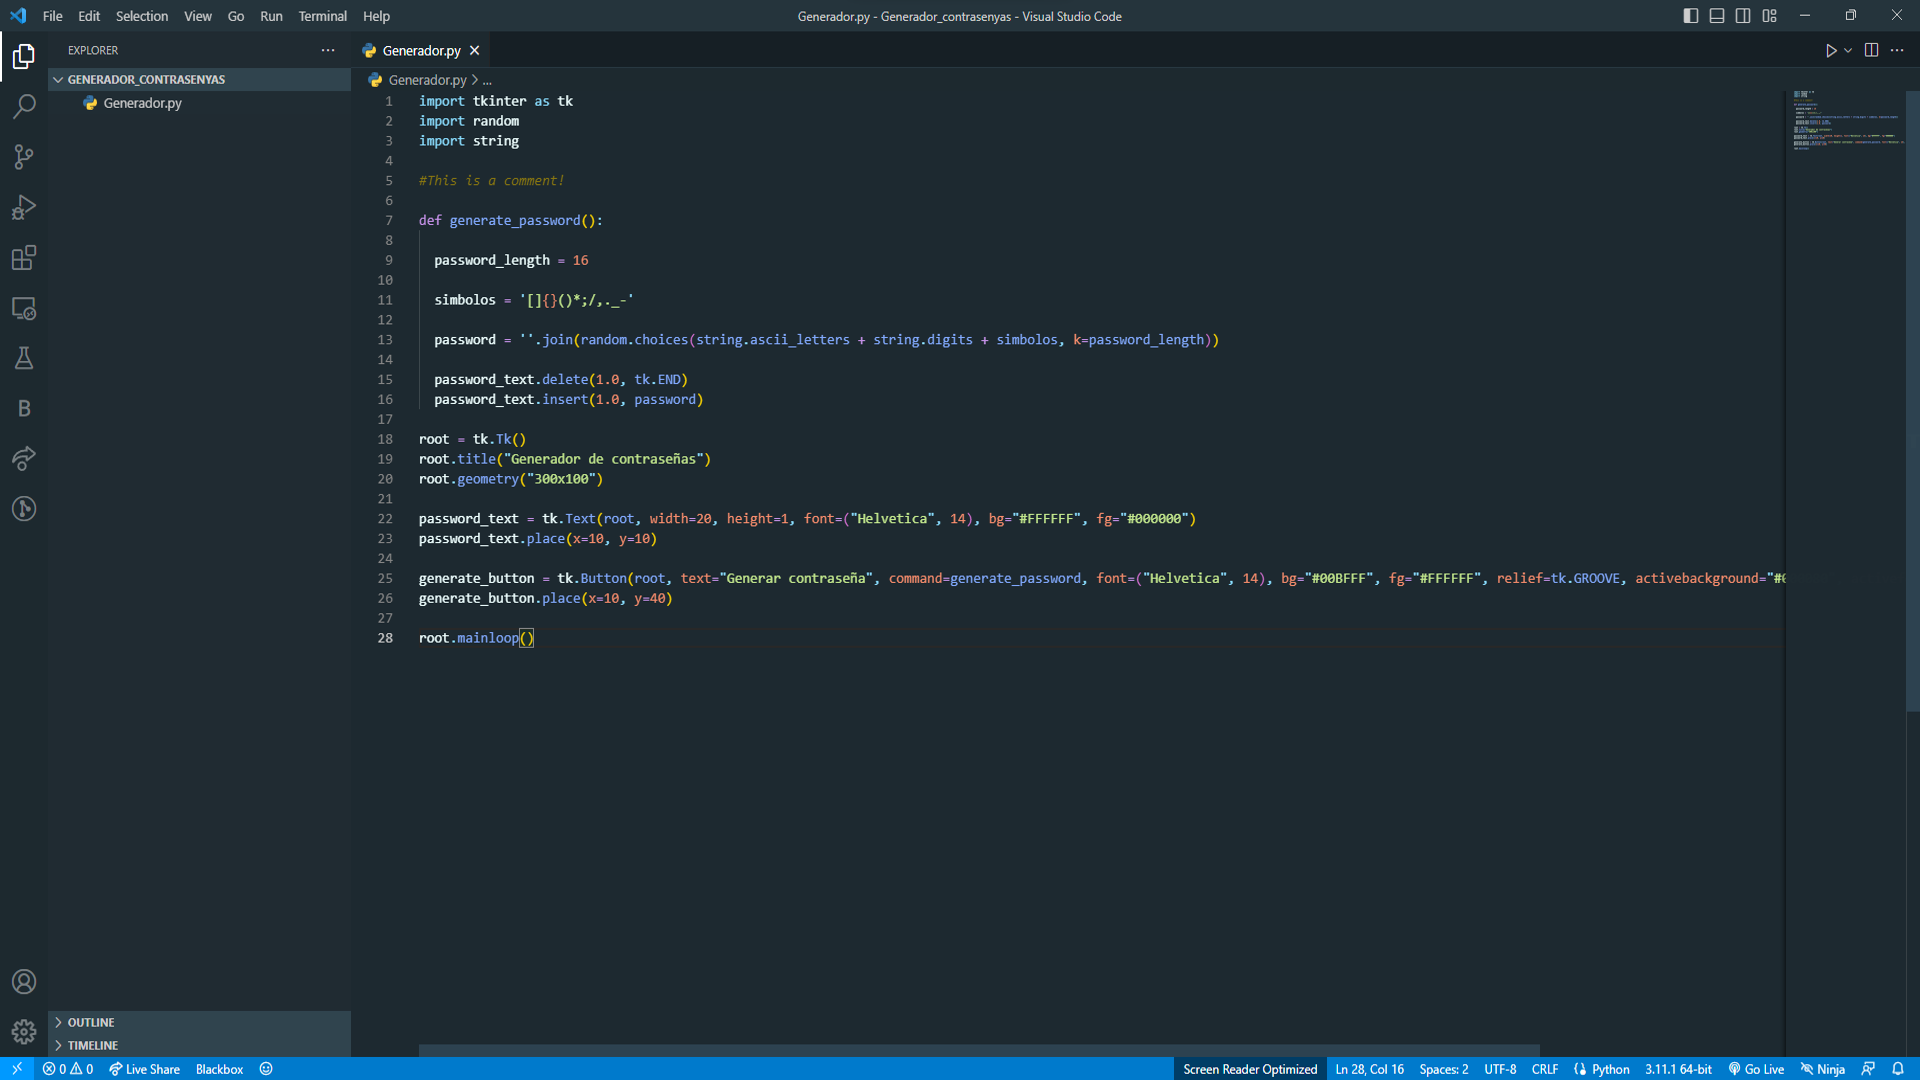 File Edit Selection View Go Run Terminal Help
Generador.py - Generador_contrasenyas - Visual Studio Code
EXPLORER
GENERADOR_CONTRASENYAS
Generador.py
Generador.py
Generador.py > ...
1 import tkinter as tk
2 import random
3 import string
4
5 #This is a comment!
6
7 def generate_password():
8
9 password_length = 16
10
11 simbolos = '[]{}()*;/,._-'
12
13 password = ''.join(random.choices(string.ascii_letters + string.digits + simbolos, k=password_length))
14
15 password_text.delete(1.0, tk.END)
16 password_text.insert(1.0, password)
17
18 root = tk.Tk()
19 root.title("Generador de contraseñas")
20 root.geometry("300x100")
21
22 password_text = tk.Text(root, width=20, height=1, font=("Helvetica", 14), bg="#FFFFFF", fg="#000000")
23 password_text.place(x=10, y=10)
24
25 generate_button = tk.Button(root, text="Generar contraseña", command=generate_password, font=("Helvetica", 14), bg="#00BFFF", fg="#FFFFFF", relief=tk.GROOVE, activebackground="#
26 generate_button.place(x=10, y=40)
27
28 root.mainloop()
OUTLINE
TIMELINE
0 0 Live Share Blackbox Screen Reader Optimized Ln 28, Col 16 Spaces: 2 UTF-8 CRLF Python 3.11.1 64-bit Go Live Ninja